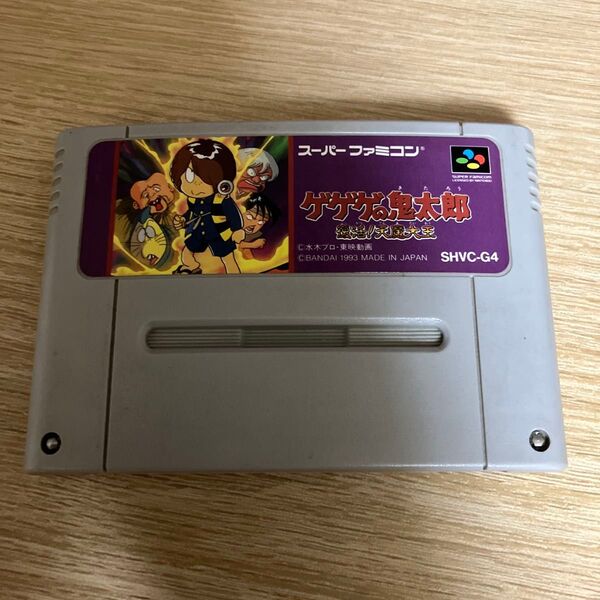 スーパーファミコン®
SUPER FAMICOM
LICENSED BY NINTENDO
たろう
ゲゲゲの鬼太郎
復活!天魔大王
©水木プロ・東映動画
©BANDAI 1993 MADE IN JAPAN
SHVC-G4